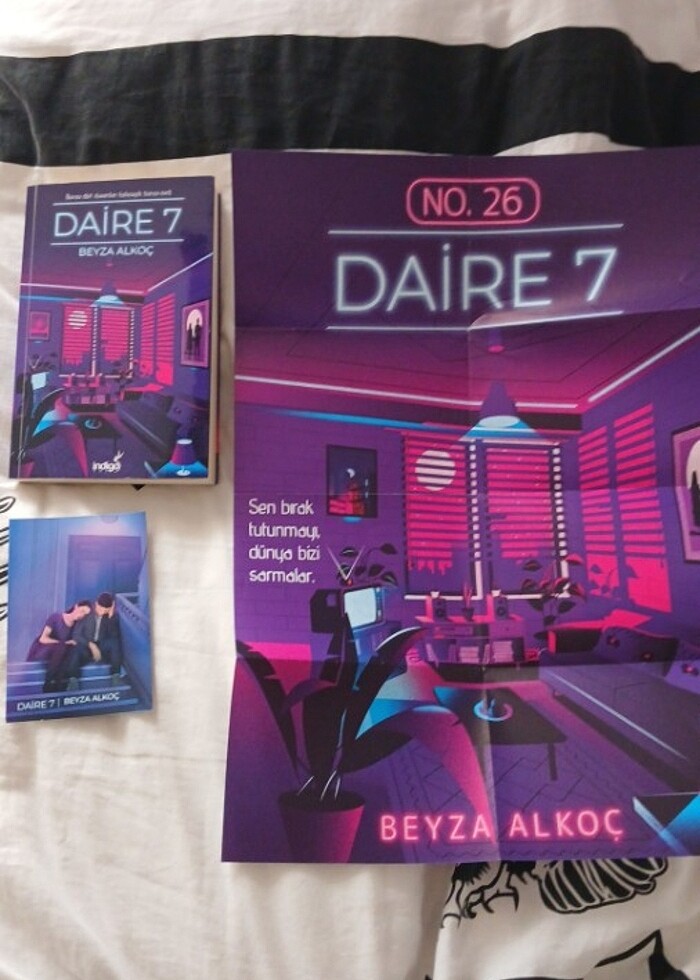 DAİRE 7
BEYZA ALKOÇ
indigo
DAİRE 7 | BEYZA ALKOÇ
NO. 26
DAİRE 7
Sen bırak
tutunmayı,
dünya bizi
sarmalar.
BEYZA ALKOÇ